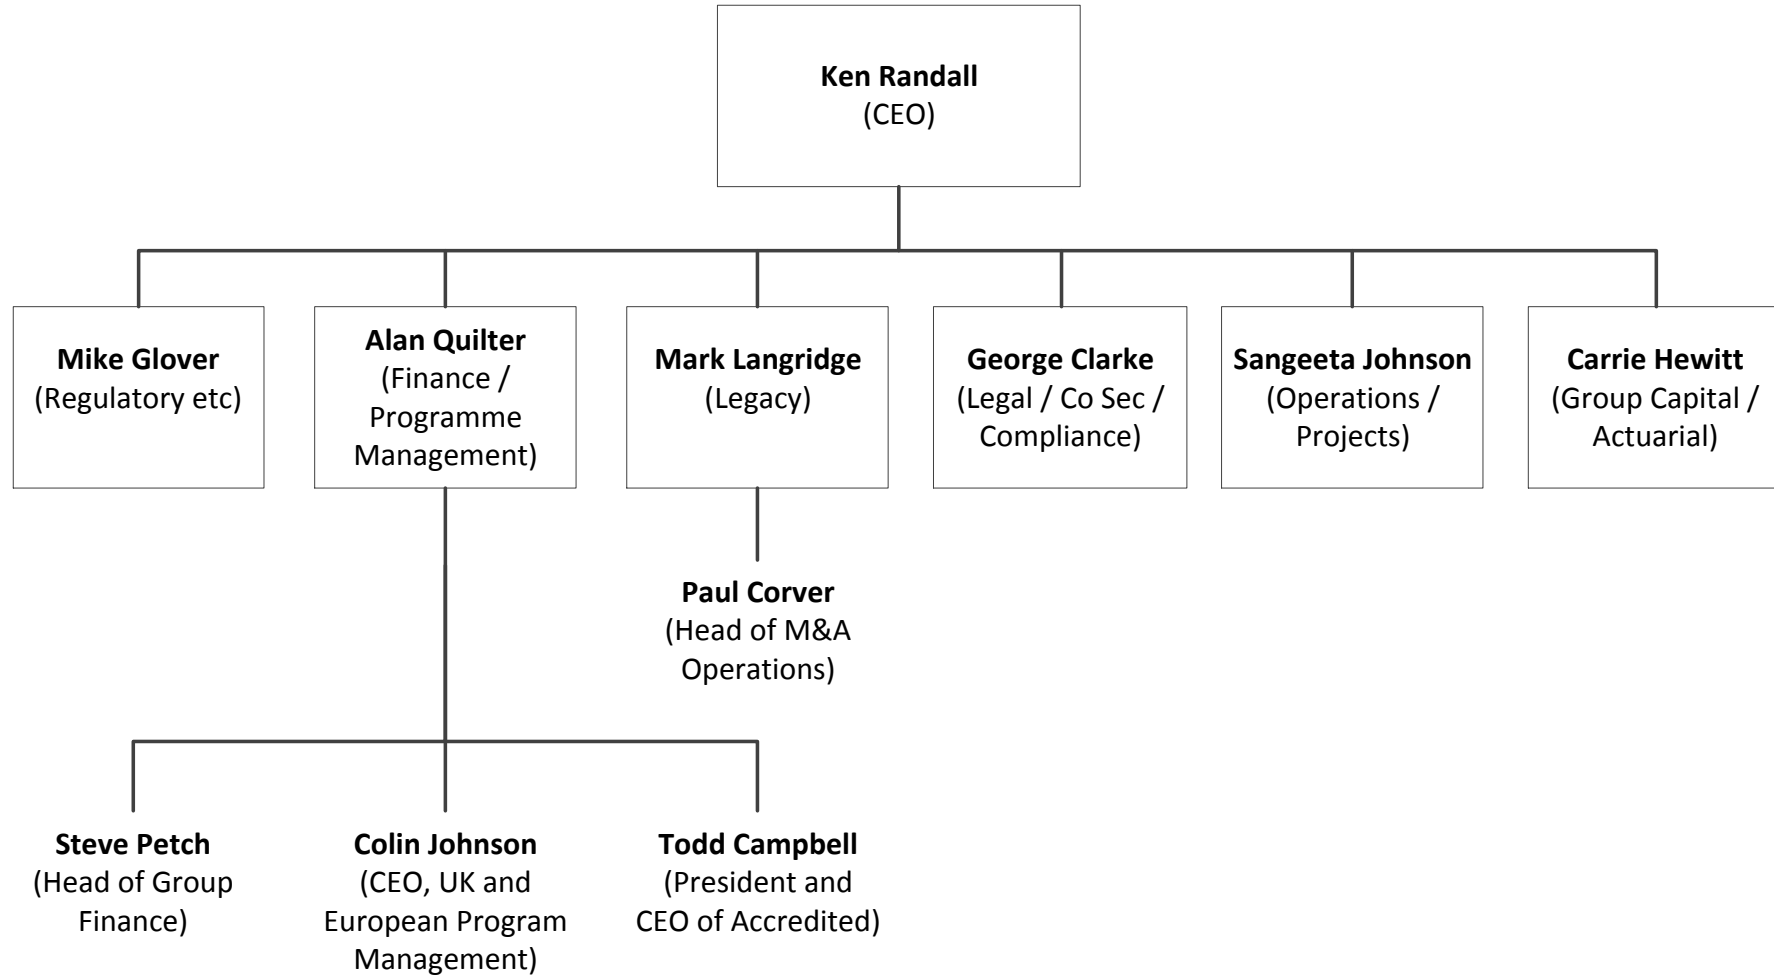 Ken Randall
(CEO)
Mike Glover
(Regulatory etc)
Alan Quilter
(Finance /
Programme
Management)
Mark Langridge
(Legacy)
George Clarke
(Legal / Co Sec /
Compliance)
Sangeeta Johnson
(Operations /
Projects)
Carrie Hewitt
(Group Capital /
Actuarial)
Paul Corver
(Head of M&A
Operations)
Steve Petch
(Head of Group
Finance)
Colin Johnson
(CEO, UK and
European Program
Management)
Todd Campbell
(President and
CEO of Accredited)